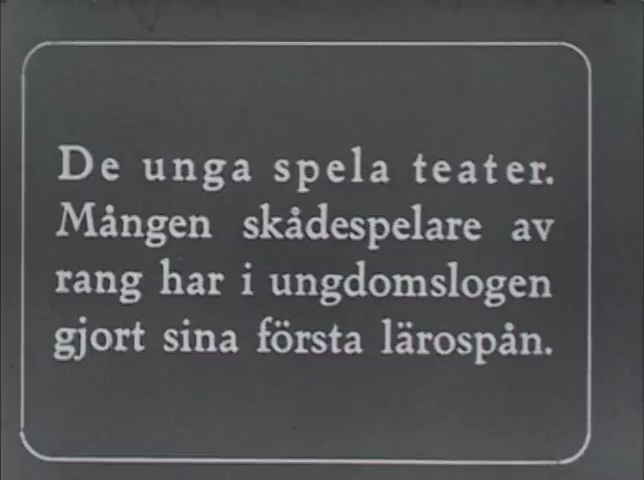 De unga spela teater.
Mången skådespelare av
rang har i ungdomslogen
gjort sina första lärospån.